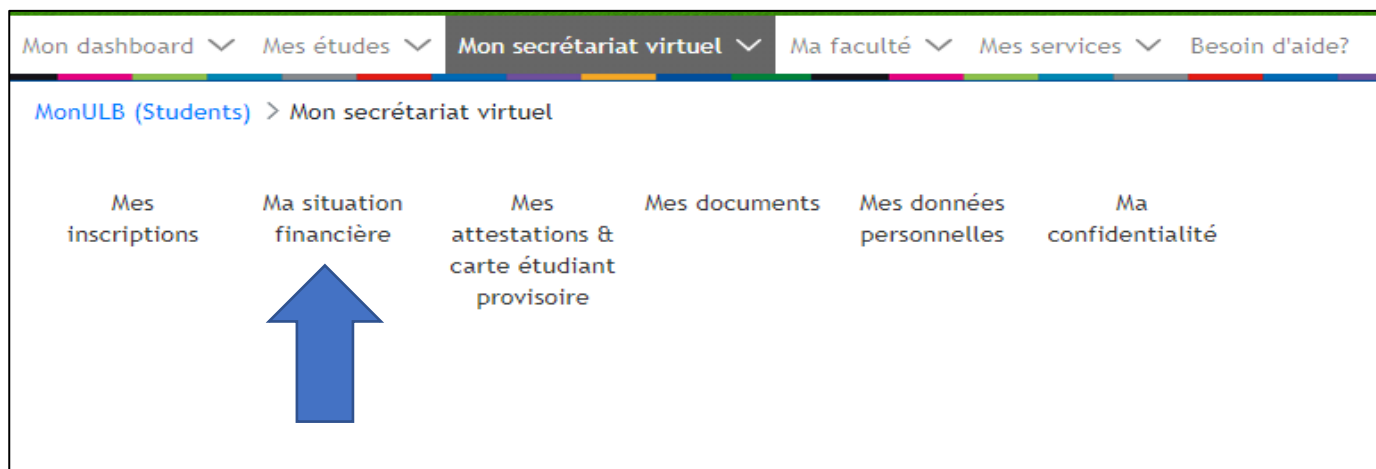 Mon dashboard Mes études Mon secrétariat virtuel Ma faculté Mes services Besoin d'aide?
MonULB (Students) > Mon secrétariat virtuel
Mes
inscriptions
Ma situation
financière
Mes
attestations &
carte étudiant
provisoire
Mes documents
Mes données
personnelles
Ma
confidentialité